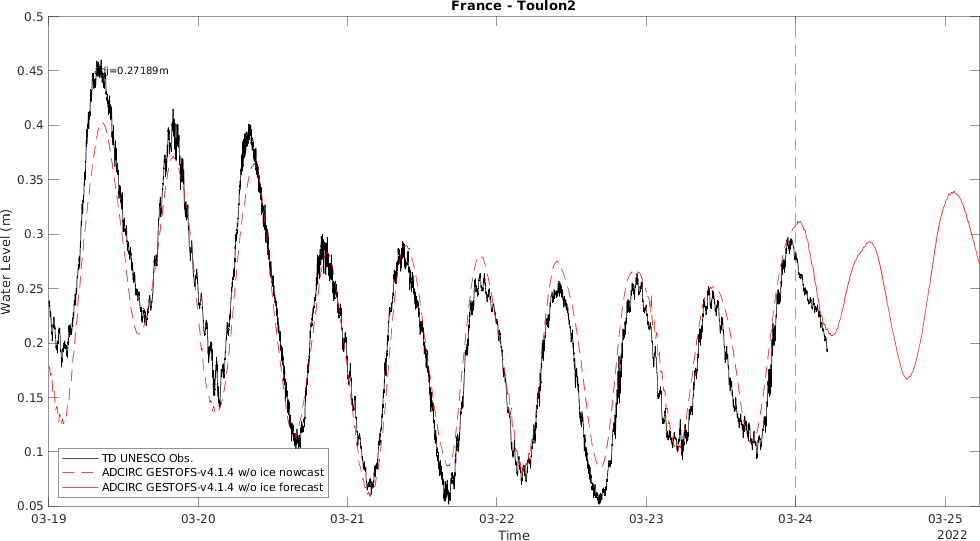 France - Toulon2
0.5
0.45
0.4
0.35
0.3
0.25
0.2
0.15
0.1
0.05
Water Level (m)
=0.27189m
TD UNESCO Obs.
ADCIRC GESTOFS-v4.1.4 w/o ice nowcast
ADCIRC GESTOFS-v4.1.4 w/o ice forecast
03-19
03-20
03-21
03-22
03-23
03-24
03-25
Time
2022